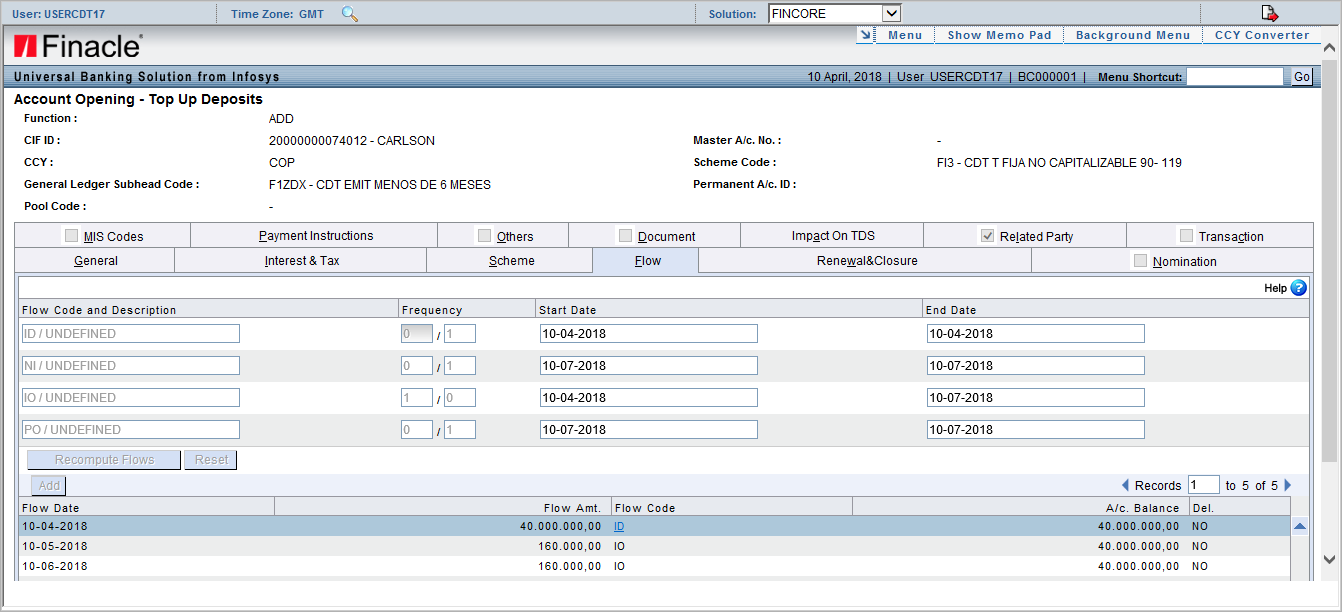 User: USERCDT17 Time Zone: GMT Solution: FINCORE
Menu Show Memo Pad Background Menu CCY Converter
Finacle
Universal Banking Solution from Infosys 10 April, 2018 | User USERCDT17 | BC000001 | Menu Shortcut: Go
Account Opening - Top Up Deposits
Function : ADD
CIF ID : 20000000074012 - CARLSON Master A/c. No. : -
CCY : COP Scheme Code : FI3 - CDT T FIJA NO CAPITALIZABLE 90- 119
General Ledger Subhead Code : F1ZDX - CDT EMIT MENOS DE 6 MESES Permanent A/c. ID :
Pool Code : -
MIS Codes Payment Instructions Others Document Impact On TDS Related Party Transaction
General Interest & Tax Scheme Flow Renewal&Closure Nomination
Help ?
Flow Code and Description Frequency Start Date End Date
ID / UNDEFINED 0 / 1 10-04-2018 10-04-2018
NI / UNDEFINED 0 / 1 10-07-2018 10-07-2018
IO / UNDEFINED 1 / 0 10-04-2018 10-07-2018
PO / UNDEFINED 0 / 1 10-07-2018 10-07-2018
Recompute Flows Reset
Add Records 1 to 5 of 5
Flow Date Flow Amt. Flow Code A/c. Balance Del.
10-04-2018 40.000.000,00 ID 40.000.000,00 NO
10-05-2018 160.000,00 IO 40.000.000,00 NO
10-06-2018 160.000,00 IO 40.000.000,00 NO